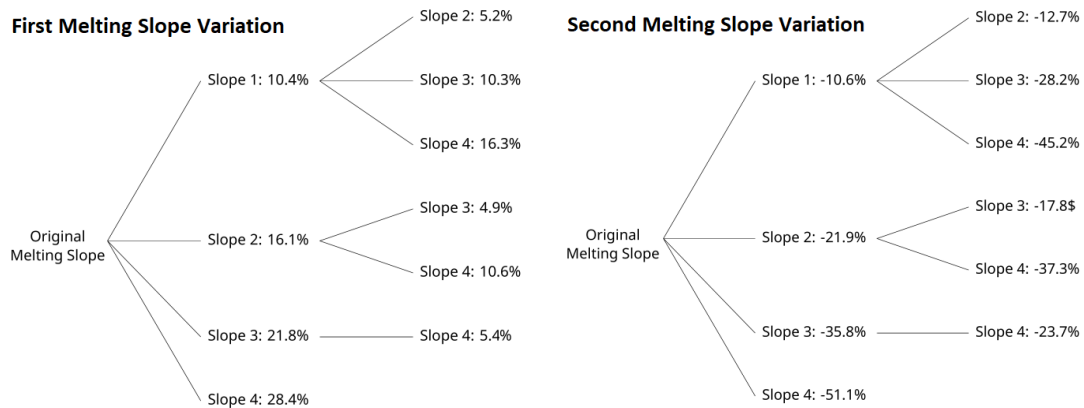 First Melting Slope Variation
Original
Melting Slope
Slope 1: 10.4%
Slope 2: 5.2%
Slope 3: 10.3%
Slope 4: 16.3%
Slope 2: 16.1%
Slope 3: 4.9%
Slope 4: 10.6%
Slope 3: 21.8%
Slope 4: 5.4%
Slope 4: 28.4%
Second Melting Slope Variation
Original
Melting Slope
Slope 1: -10.6%
Slope 2: -12.7%
Slope 3: -28.2%
Slope 4: -45.2%
Slope 2: -21.9%
Slope 3: -17.8$
Slope 4: -37.3%
Slope 3: -35.8%
Slope 4: -23.7%
Slope 4: -51.1%